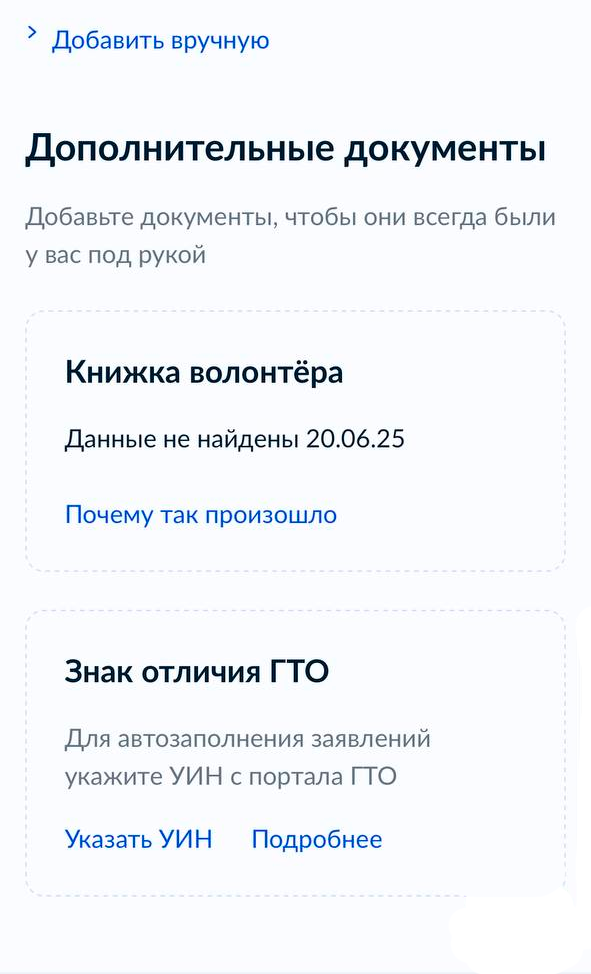 Добавить вручную
Дополнительные документы
Добавьте документы, чтобы они всегда были
у вас под рукой
Книжка волонтёра
Данные не найдены 20.06.25
Почему так произошло
Знак отличия ГТО
Для автозаполнения заявлений
укажите УИН с портала ГТО
Указать УИН Подробнее